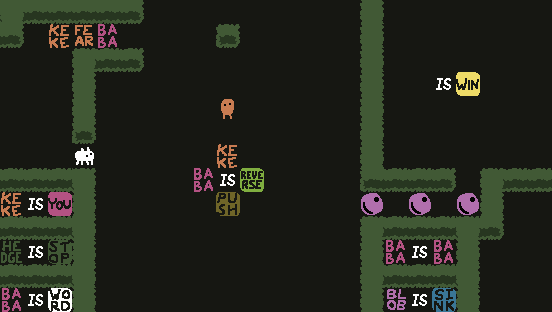 KEKE FEAR BABA
IS WIN
KEKE
BABA IS REVERSE
PUSH
KEKE IS YOU
HEDGE IS STOP
BABA IS BABA
BABA IS WORD
BLOB IS SINK